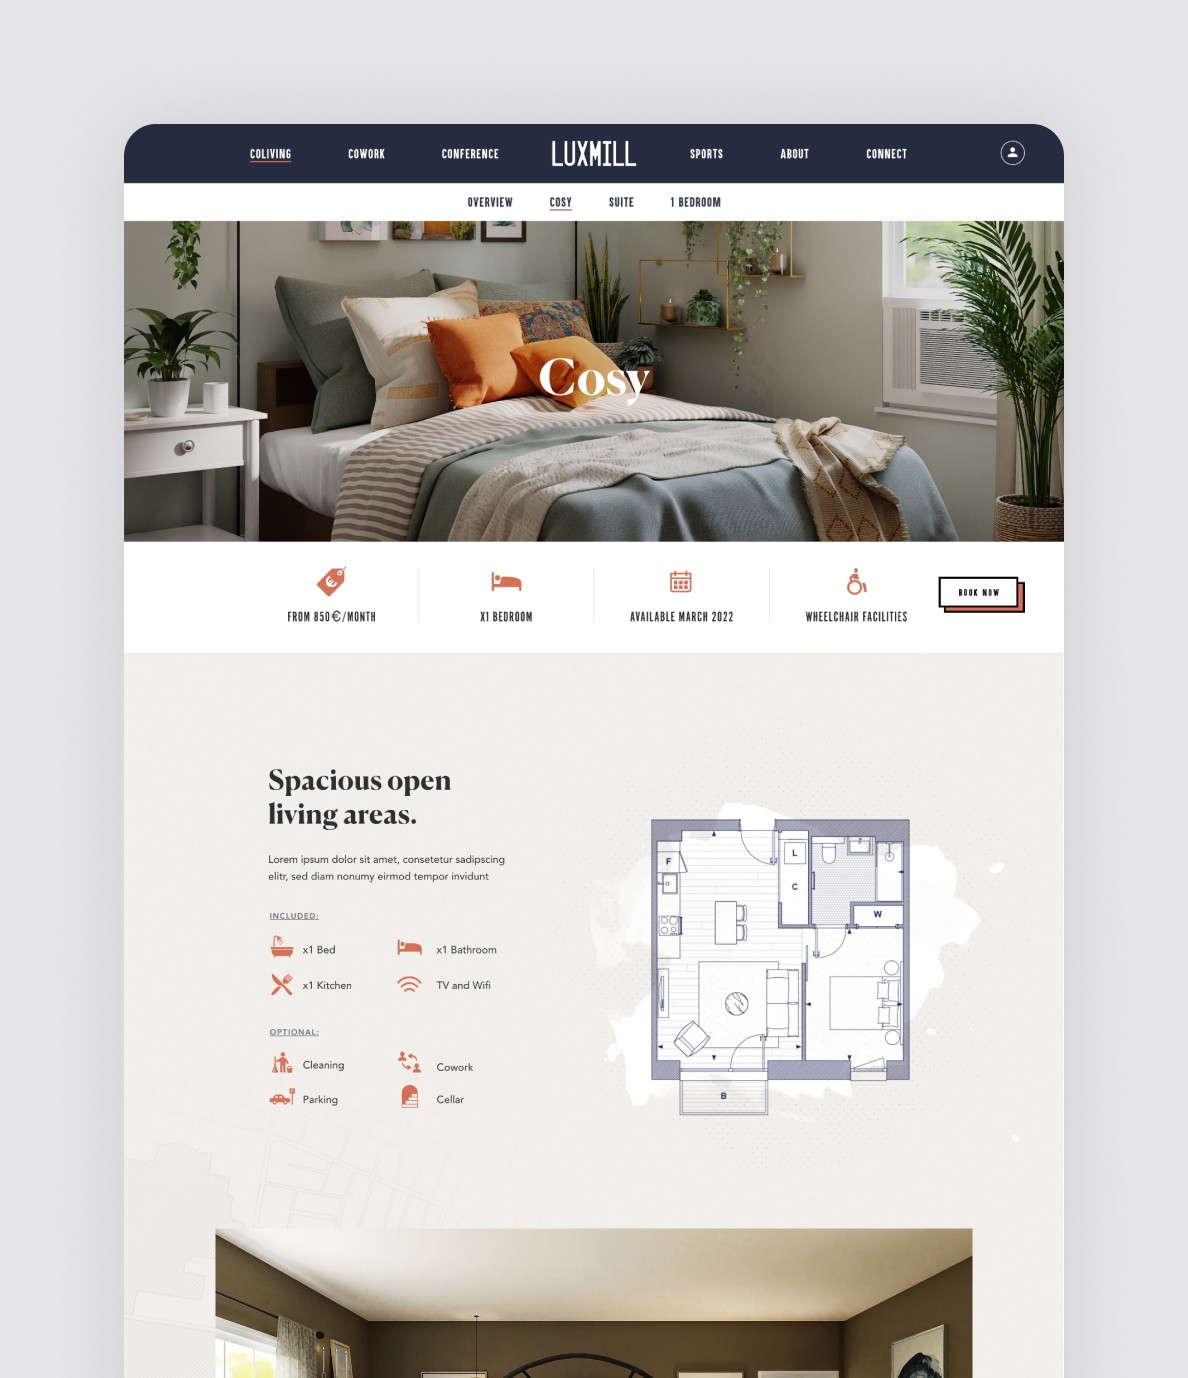 COLIVING COWORK CONFERENCE LUXMILL SPORTS ABOUT CONNECT
OVERVIEW COSY SUITE 1 BEDROOM
Cosy
FROM 850€/MONTH X1 BEDROOM AVAILABLE MARCH 2022 WHEELCHAIR FACILITIES
BOOK NOW
Spacious open
living areas.
Lorem ipsum dolor sit amet, consetetur sadipscing
elitr, sed diam nonumy eirmod tempor invidunt
INCLUDED:
x1 Bed x1 Bathroom
x1 Kitchen TV and Wifi
OPTIONAL:
Cleaning Cowork
P
Parking Cellar
L
F
C
W
B